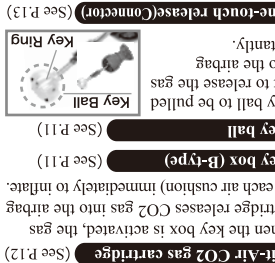 it-Air CO2 gas cartridge (See P.12)
hen the key box is activated, the gas
tridge releases CO2 gas into the airbag
each air cushion) immediately to inflate.
ey box (B-type) (See P.11)
ey ball (See P.11)
y ball to be pulled
to release the gas
o the airbag
tantly.
Key Ball
Key Ring
ne-touch release(Connector) (See P.13)